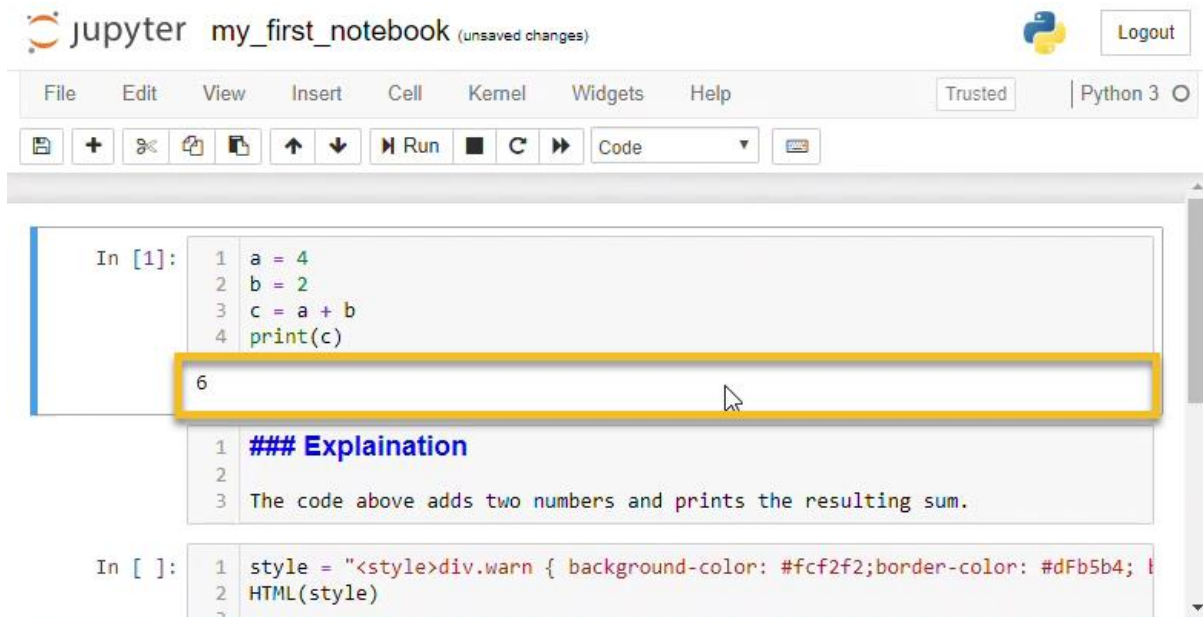 jupyter my_first_notebook (unsaved changes) Logout
File Edit View Insert Cell Kernel Widgets Help Trusted Python 3
Run Code
In [1]: 1 a = 4
2 b = 2
3 c = a + b
4 print(c)
6
1 ### Explaination
2
3 The code above adds two numbers and prints the resulting sum.
In [ ]: 1 style = "<style>div.warn { background-color: #fcf2f2;border-color: #dFb5b4;
2 HTML(style)